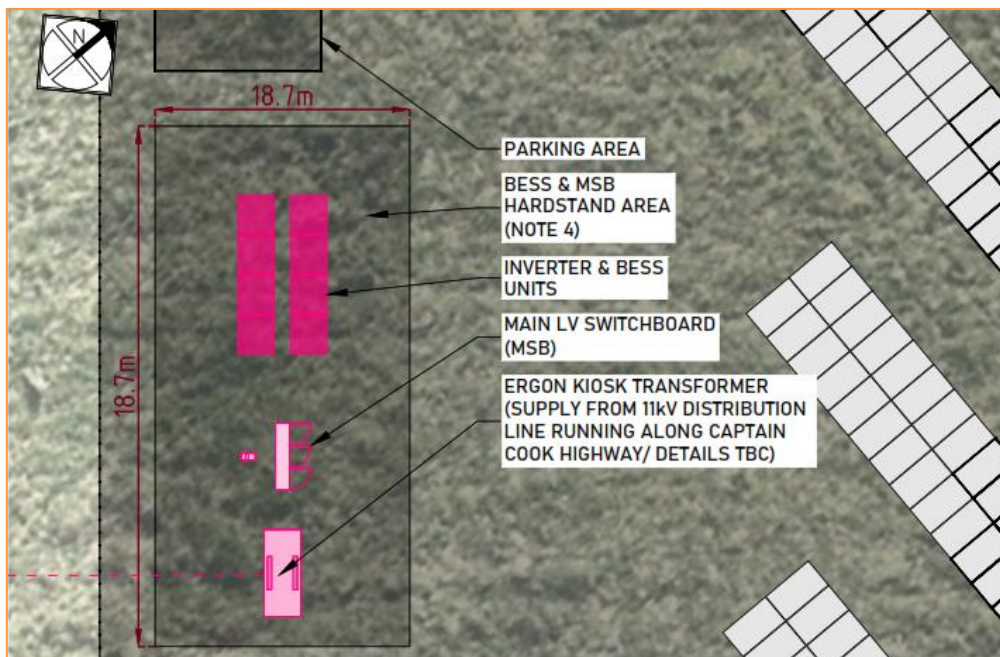 N
18.7m
PARKING AREA
BESS & MSB
HARDSTAND AREA
(NOTE 4)
INVERTER & BESS
UNITS
MAIN LV SWITCHBOARD
(MSB)
18.7m
ERGON KIOSK TRANSFORMER
(SUPPLY FROM 11kV DISTRIBUTION
LINE RUNNING ALONG CAPTAIN
COOK HIGHWAY/ DETAILS TBC)